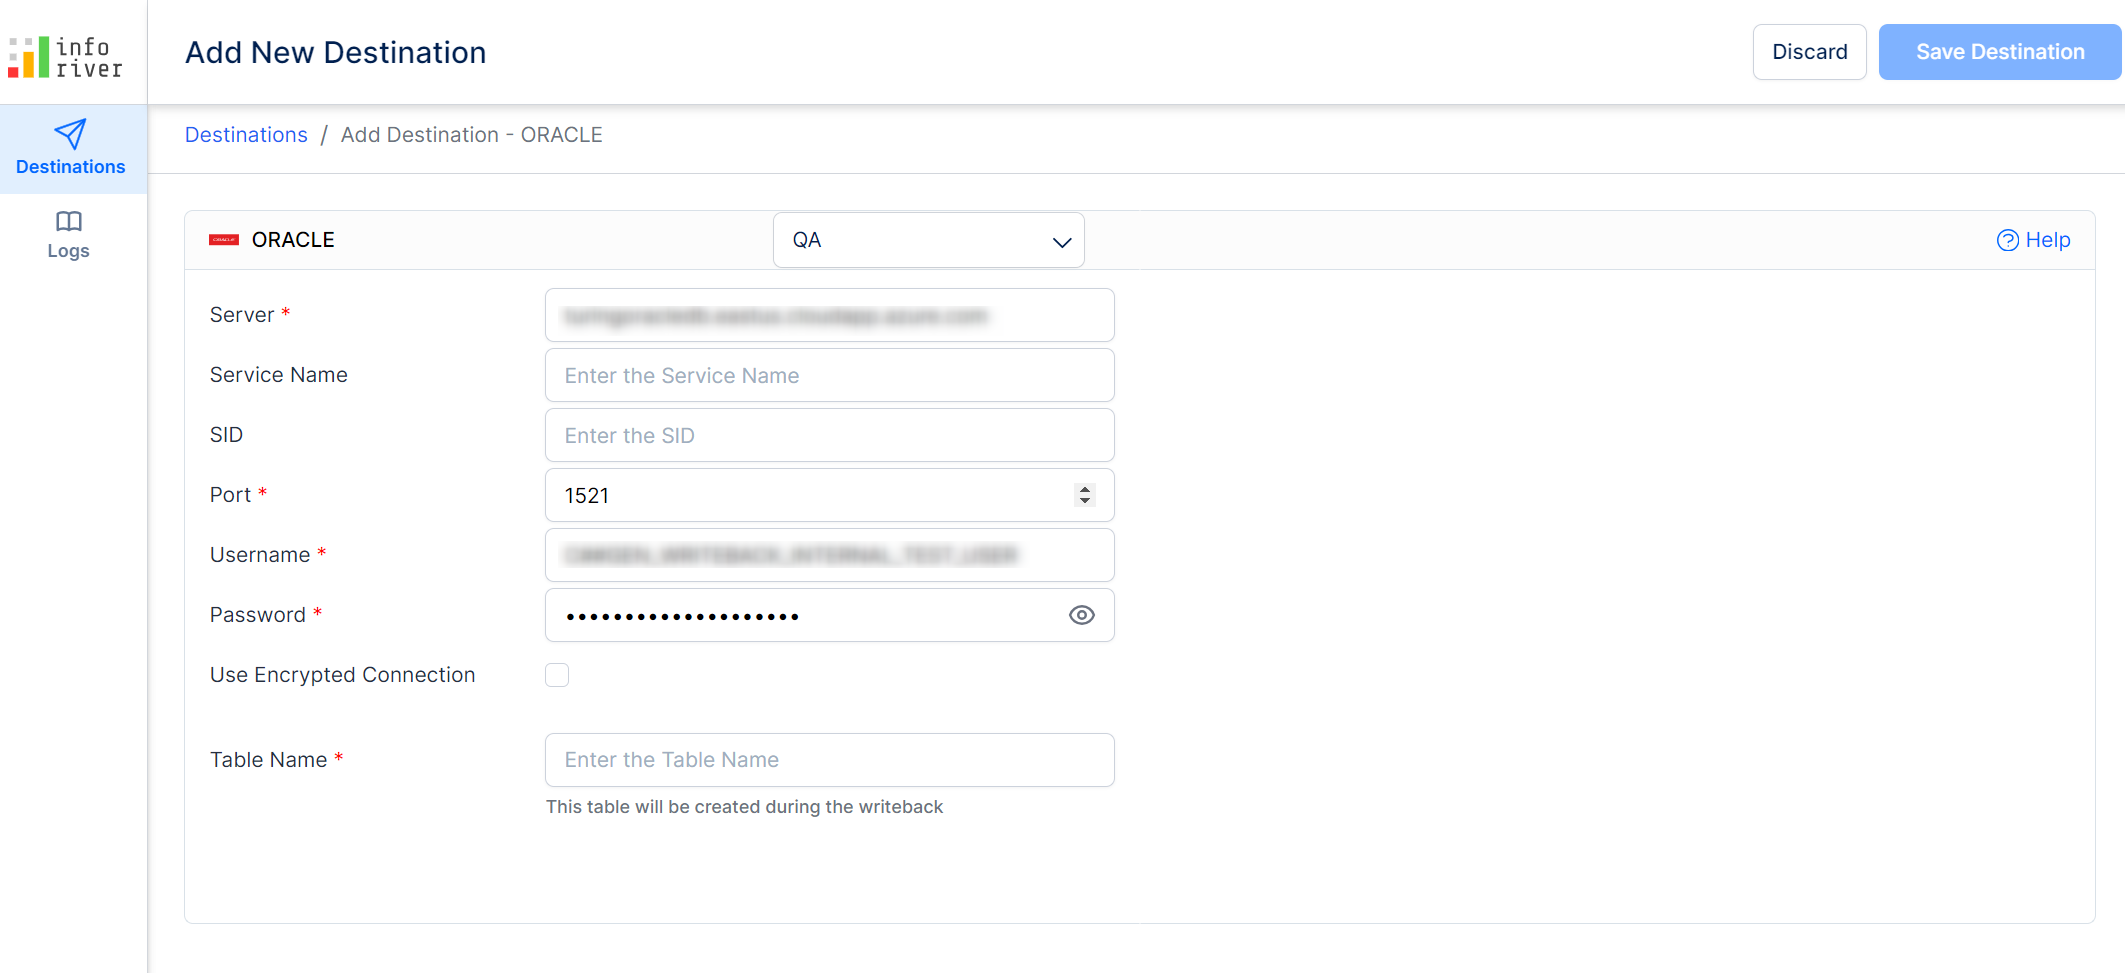 info
river
Add New Destination
Discard
Save Destination
Destinations / Add Destination - ORACLE
Destinations
Logs
ORACLE
ORACLE
QA
Help
Server *
Service Name
Enter the Service Name
SID
Enter the SID
Port *
1521
Username *
Password *
Use Encrypted Connection
Table Name *
Enter the Table Name
This table will be created during the writeback